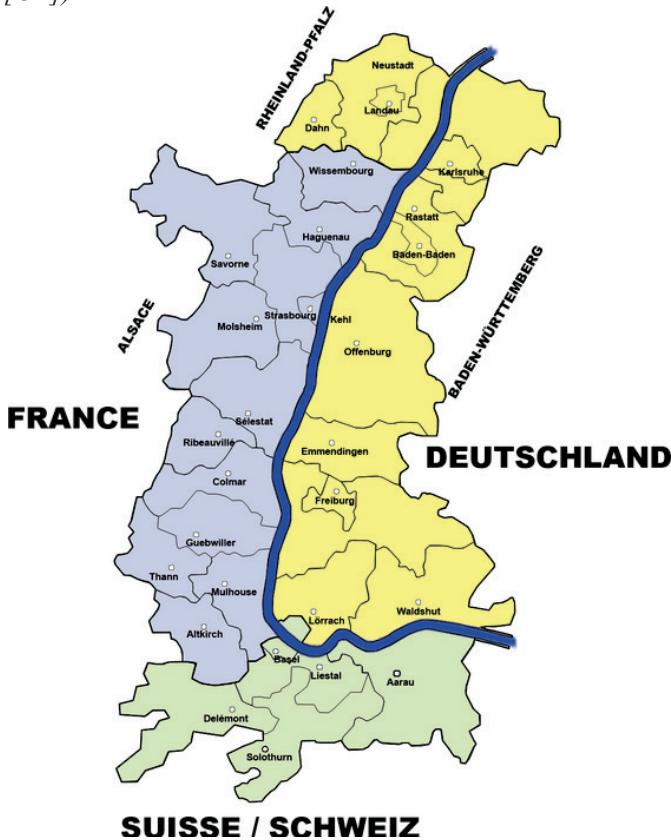 RHEINLAND-PFALZ
Neustadt
Landau
Dahn
Wissembourg
Karlsruhe
Rastatt
Haguenau
Baden-Baden
Savorne
ALSACE
BADEN-WÜRTTEMBERG
Strasbourg
Kehl
Molsheim
Offenburg
FRANCE
Sélestat
Ribeauvillé
Emmendingen
DEUTSCHLAND
Colmar
Freiburg
Guebwiller
Thann
Mulhouse
Waldshut
Lörrach
Altkirch
Basel
Liestal
Aarau
Delémont
Solothurn
SUISSE / SCHWEIZ